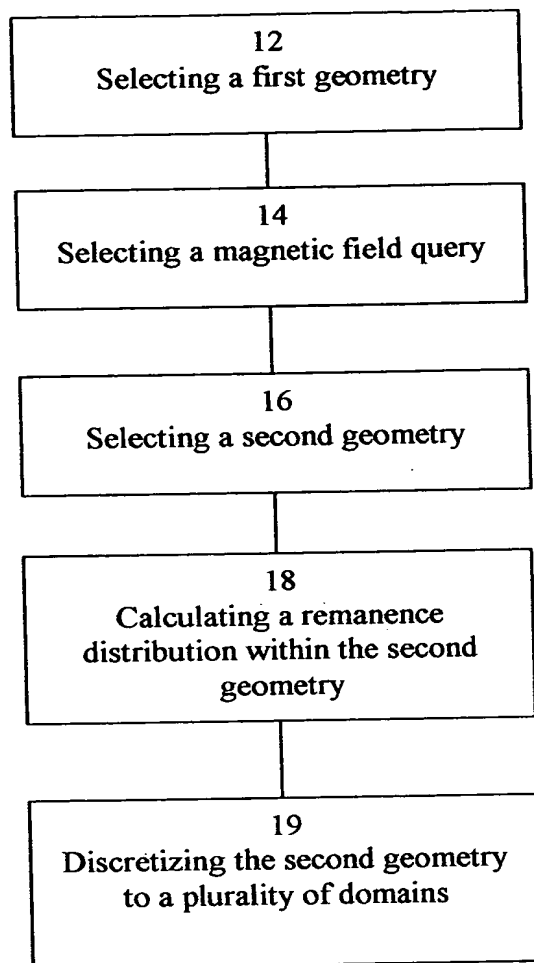 12
Selecting a first geometry
14
Selecting a magnetic field query
16
Selecting a second geometry
18
Calculating a remanence
distribution within the second
geometry
19
Discretizing the second geometry
to a plurality of domains